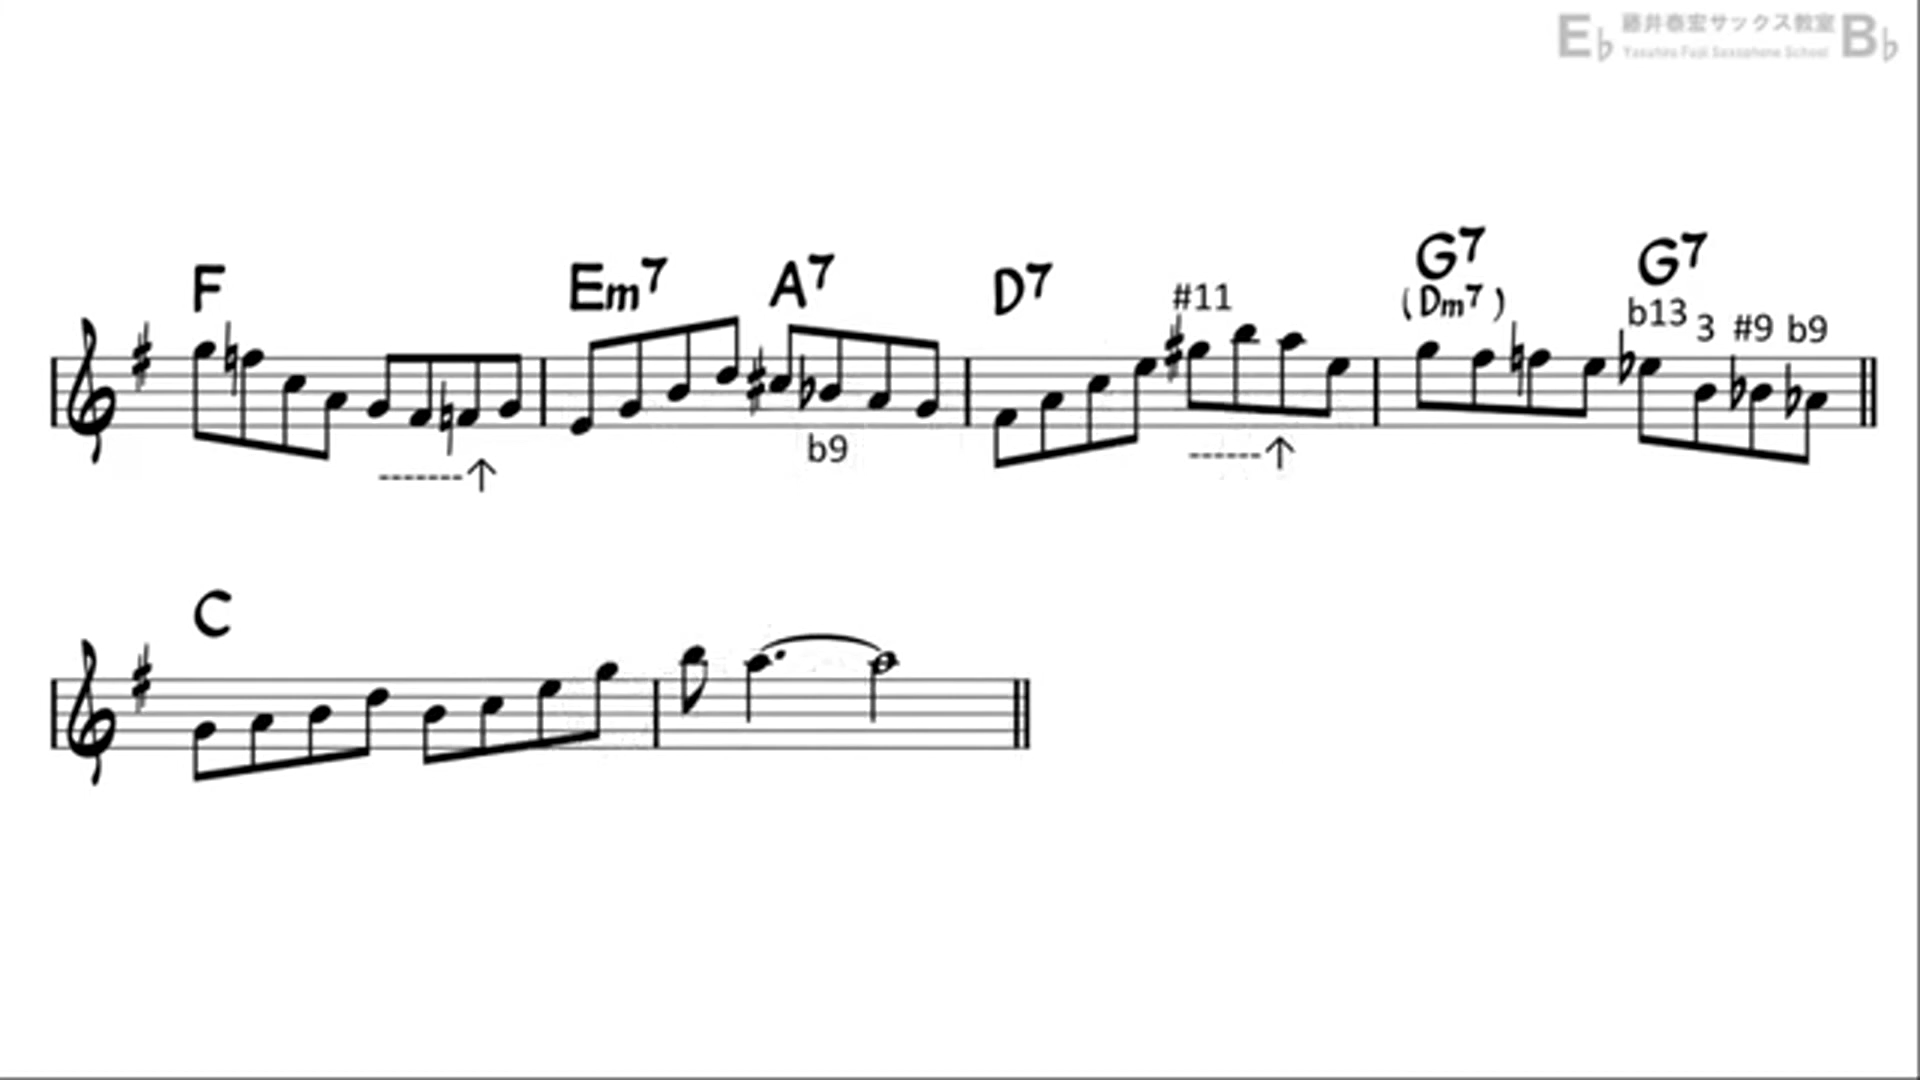 E♭ 藤井泰宏サックス教室 B♭
Yasuhiro Fujii Saxophone School
F Em7 A7 D7 #11 G7 (Dm7) G7 b13 3 #9 b9
b9
C